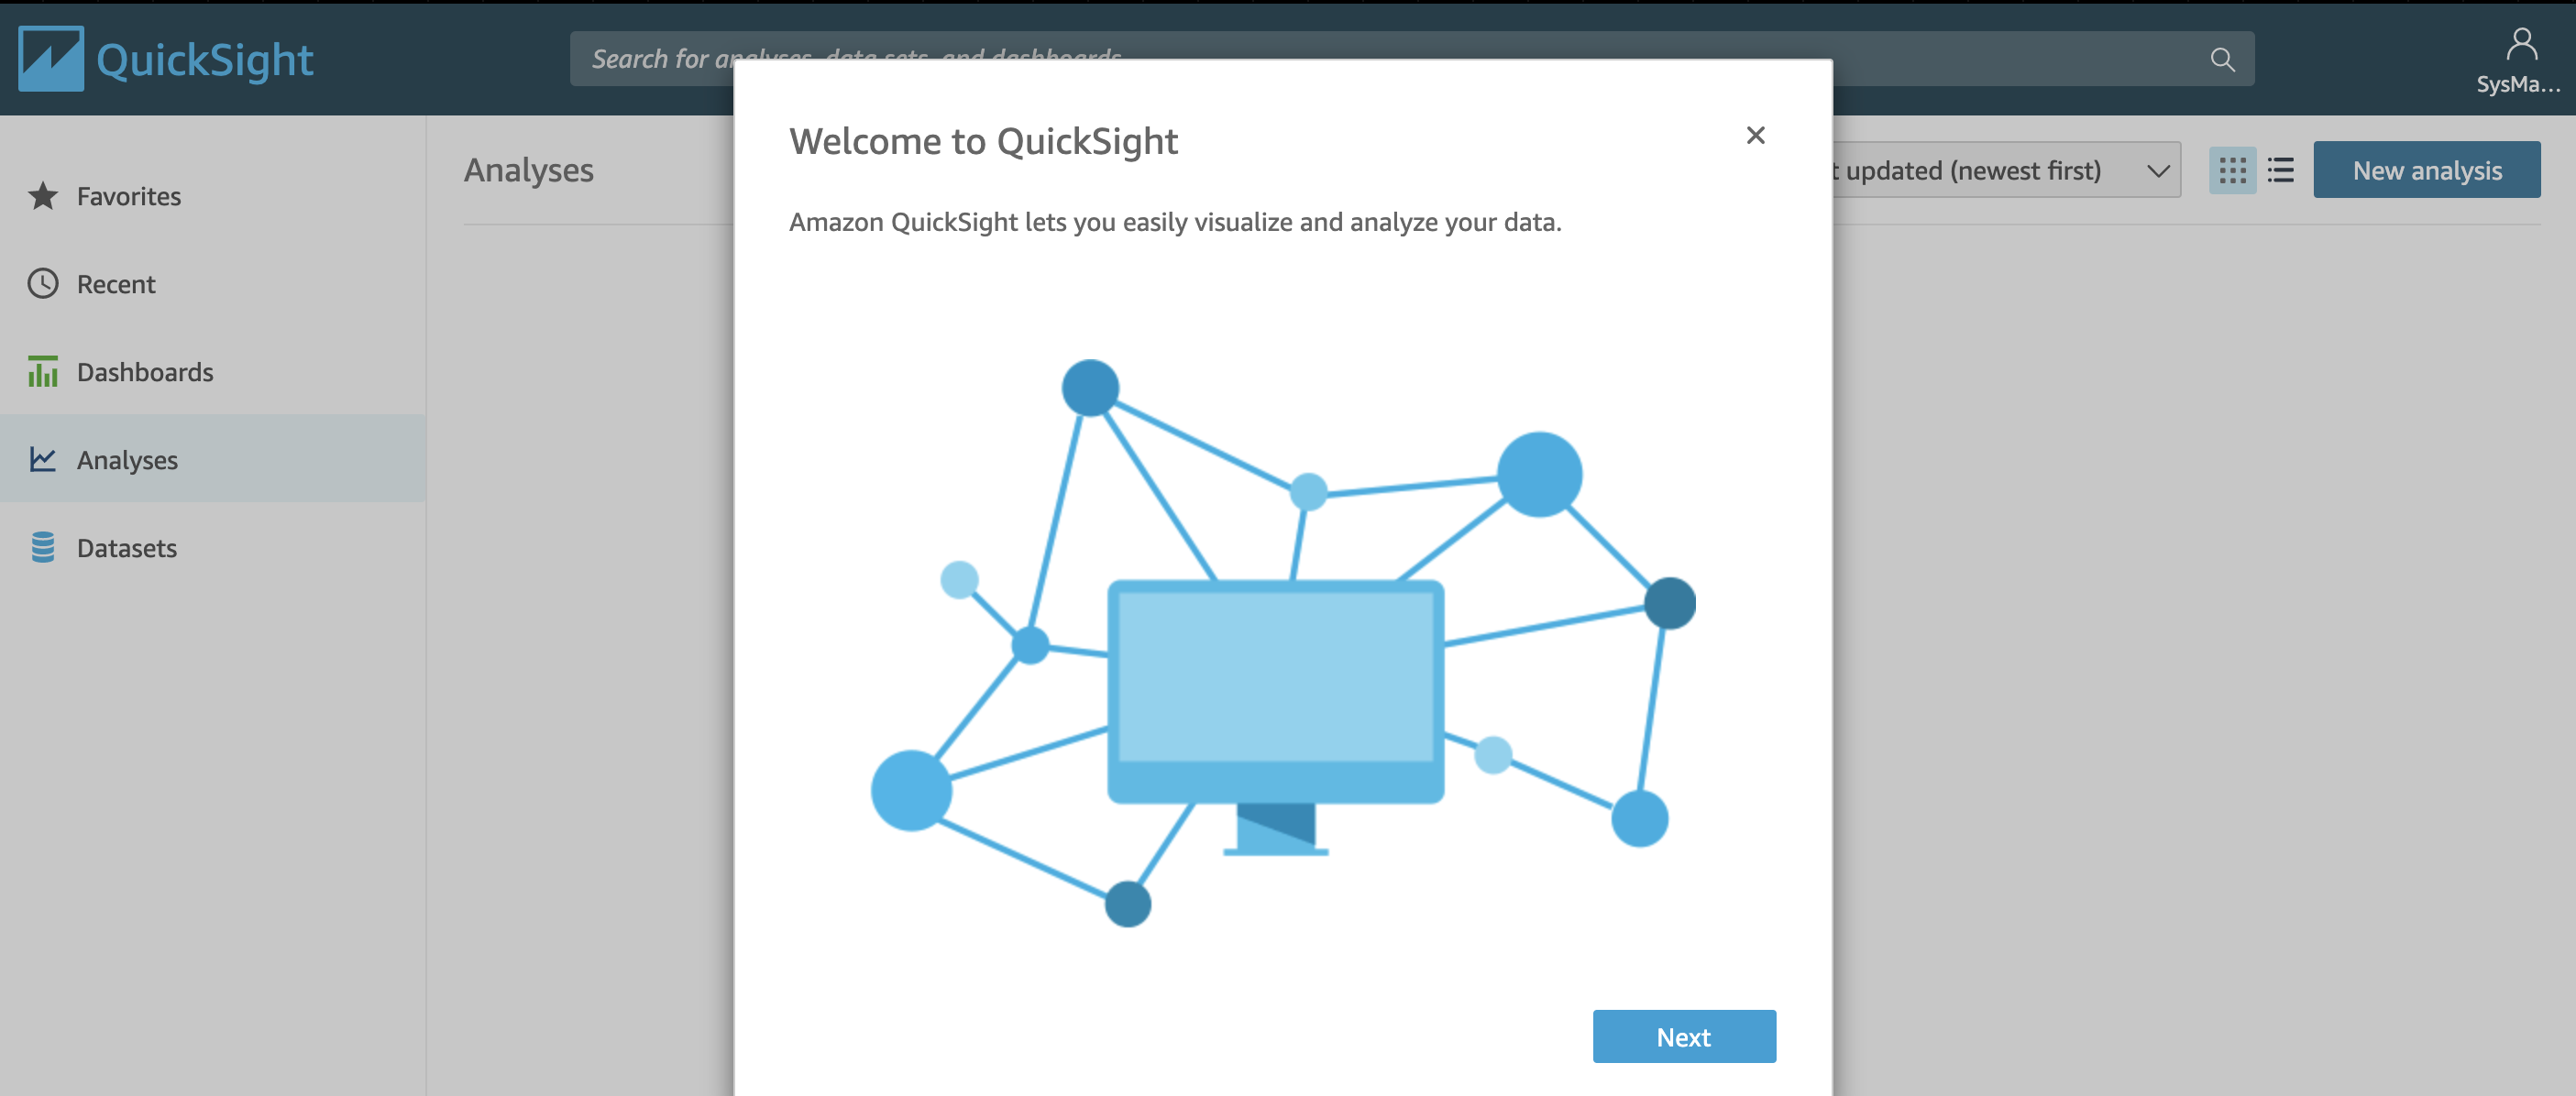 QuickSight
Search for analyses, data sets, and dashboards
SysMa...
Favorites
Recent
Dashboards
Analyses
Datasets
Analyses
updated (newest first)
New analysis
Welcome to QuickSight
Amazon QuickSight lets you easily visualize and analyze your data.
Next